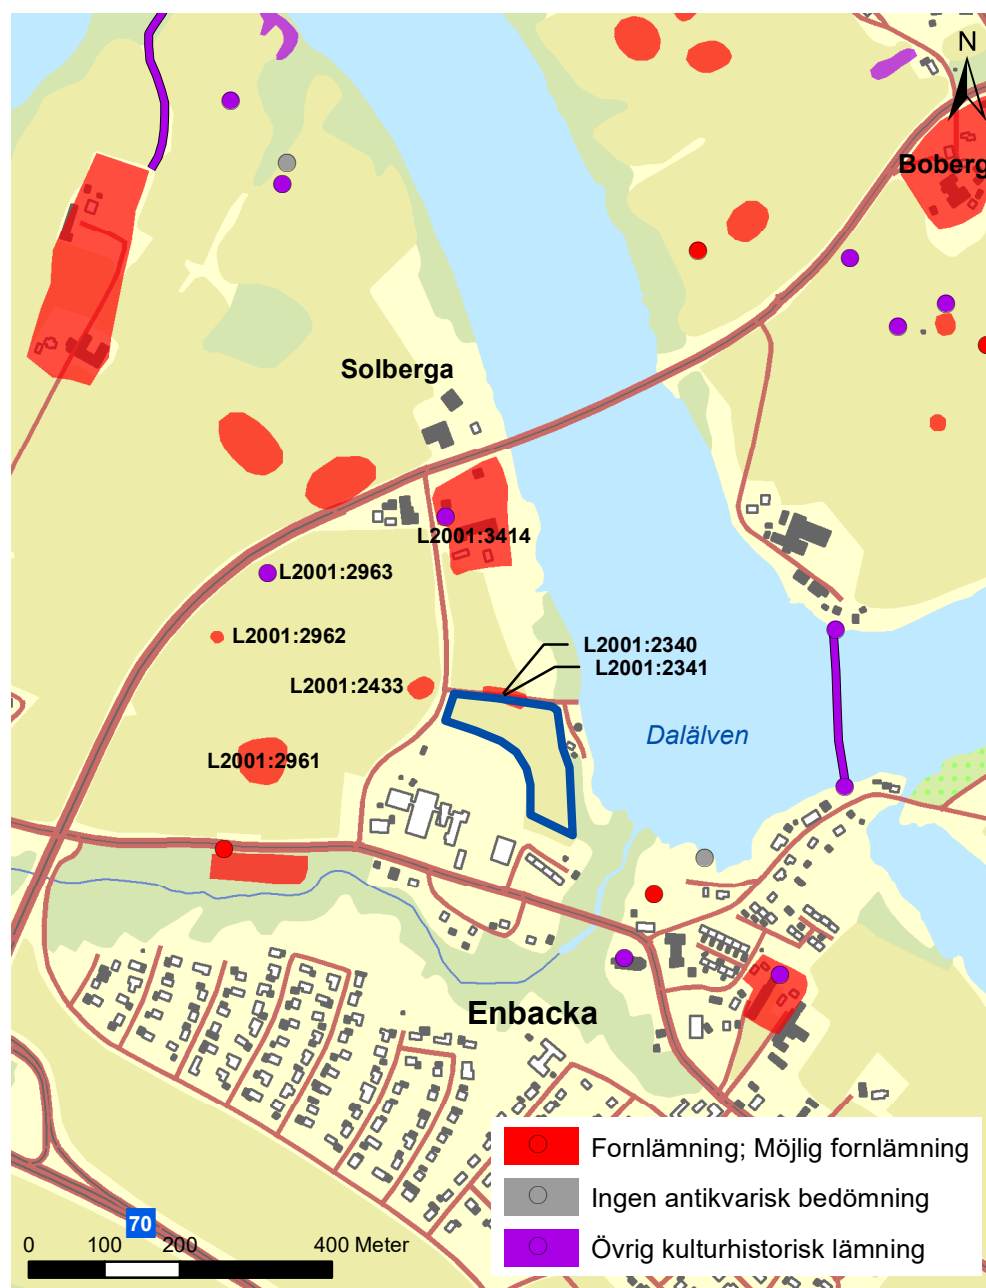 N
Boberg
Solberga
L2001:3414
L2001:2963
L2001:2962
L2001:2340
L2001:2341
L2001:2433
Dalälven
L2001:2961
Enbacka
Fornlämning; Möjlig fornlämning
Ingen antikvarisk bedömning
Övrig kulturhistorisk lämning
70
0 100 200 400 Meter